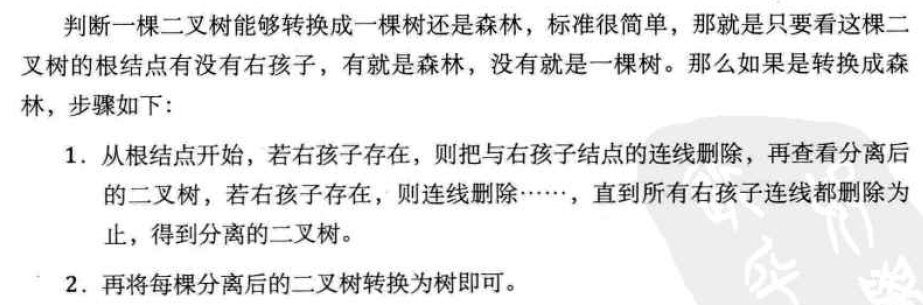 判断一棵二叉树能够转换成一棵树还是森林，标准很简单，那就是只要看这棵二
叉树的根结点有没有右孩子，有就是森林，没有就是一棵树。那么如果是转换成森
林，步骤如下：
1．从根结点开始，若右孩子存在，则把与右孩子结点的连线删除，再查看分离后
的二叉树，若右孩子存在，则连线删除……，直到所有右孩子连线都删除为
止，得到分离的二叉树。
2．再将每棵分离后的二叉树转换为树即可。